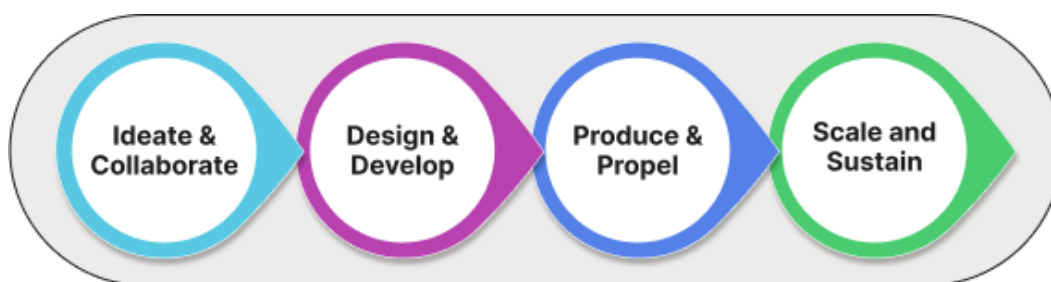 Ideate &
Collaborate
Design &
Develop
Produce &
Propel
Scale and
Sustain